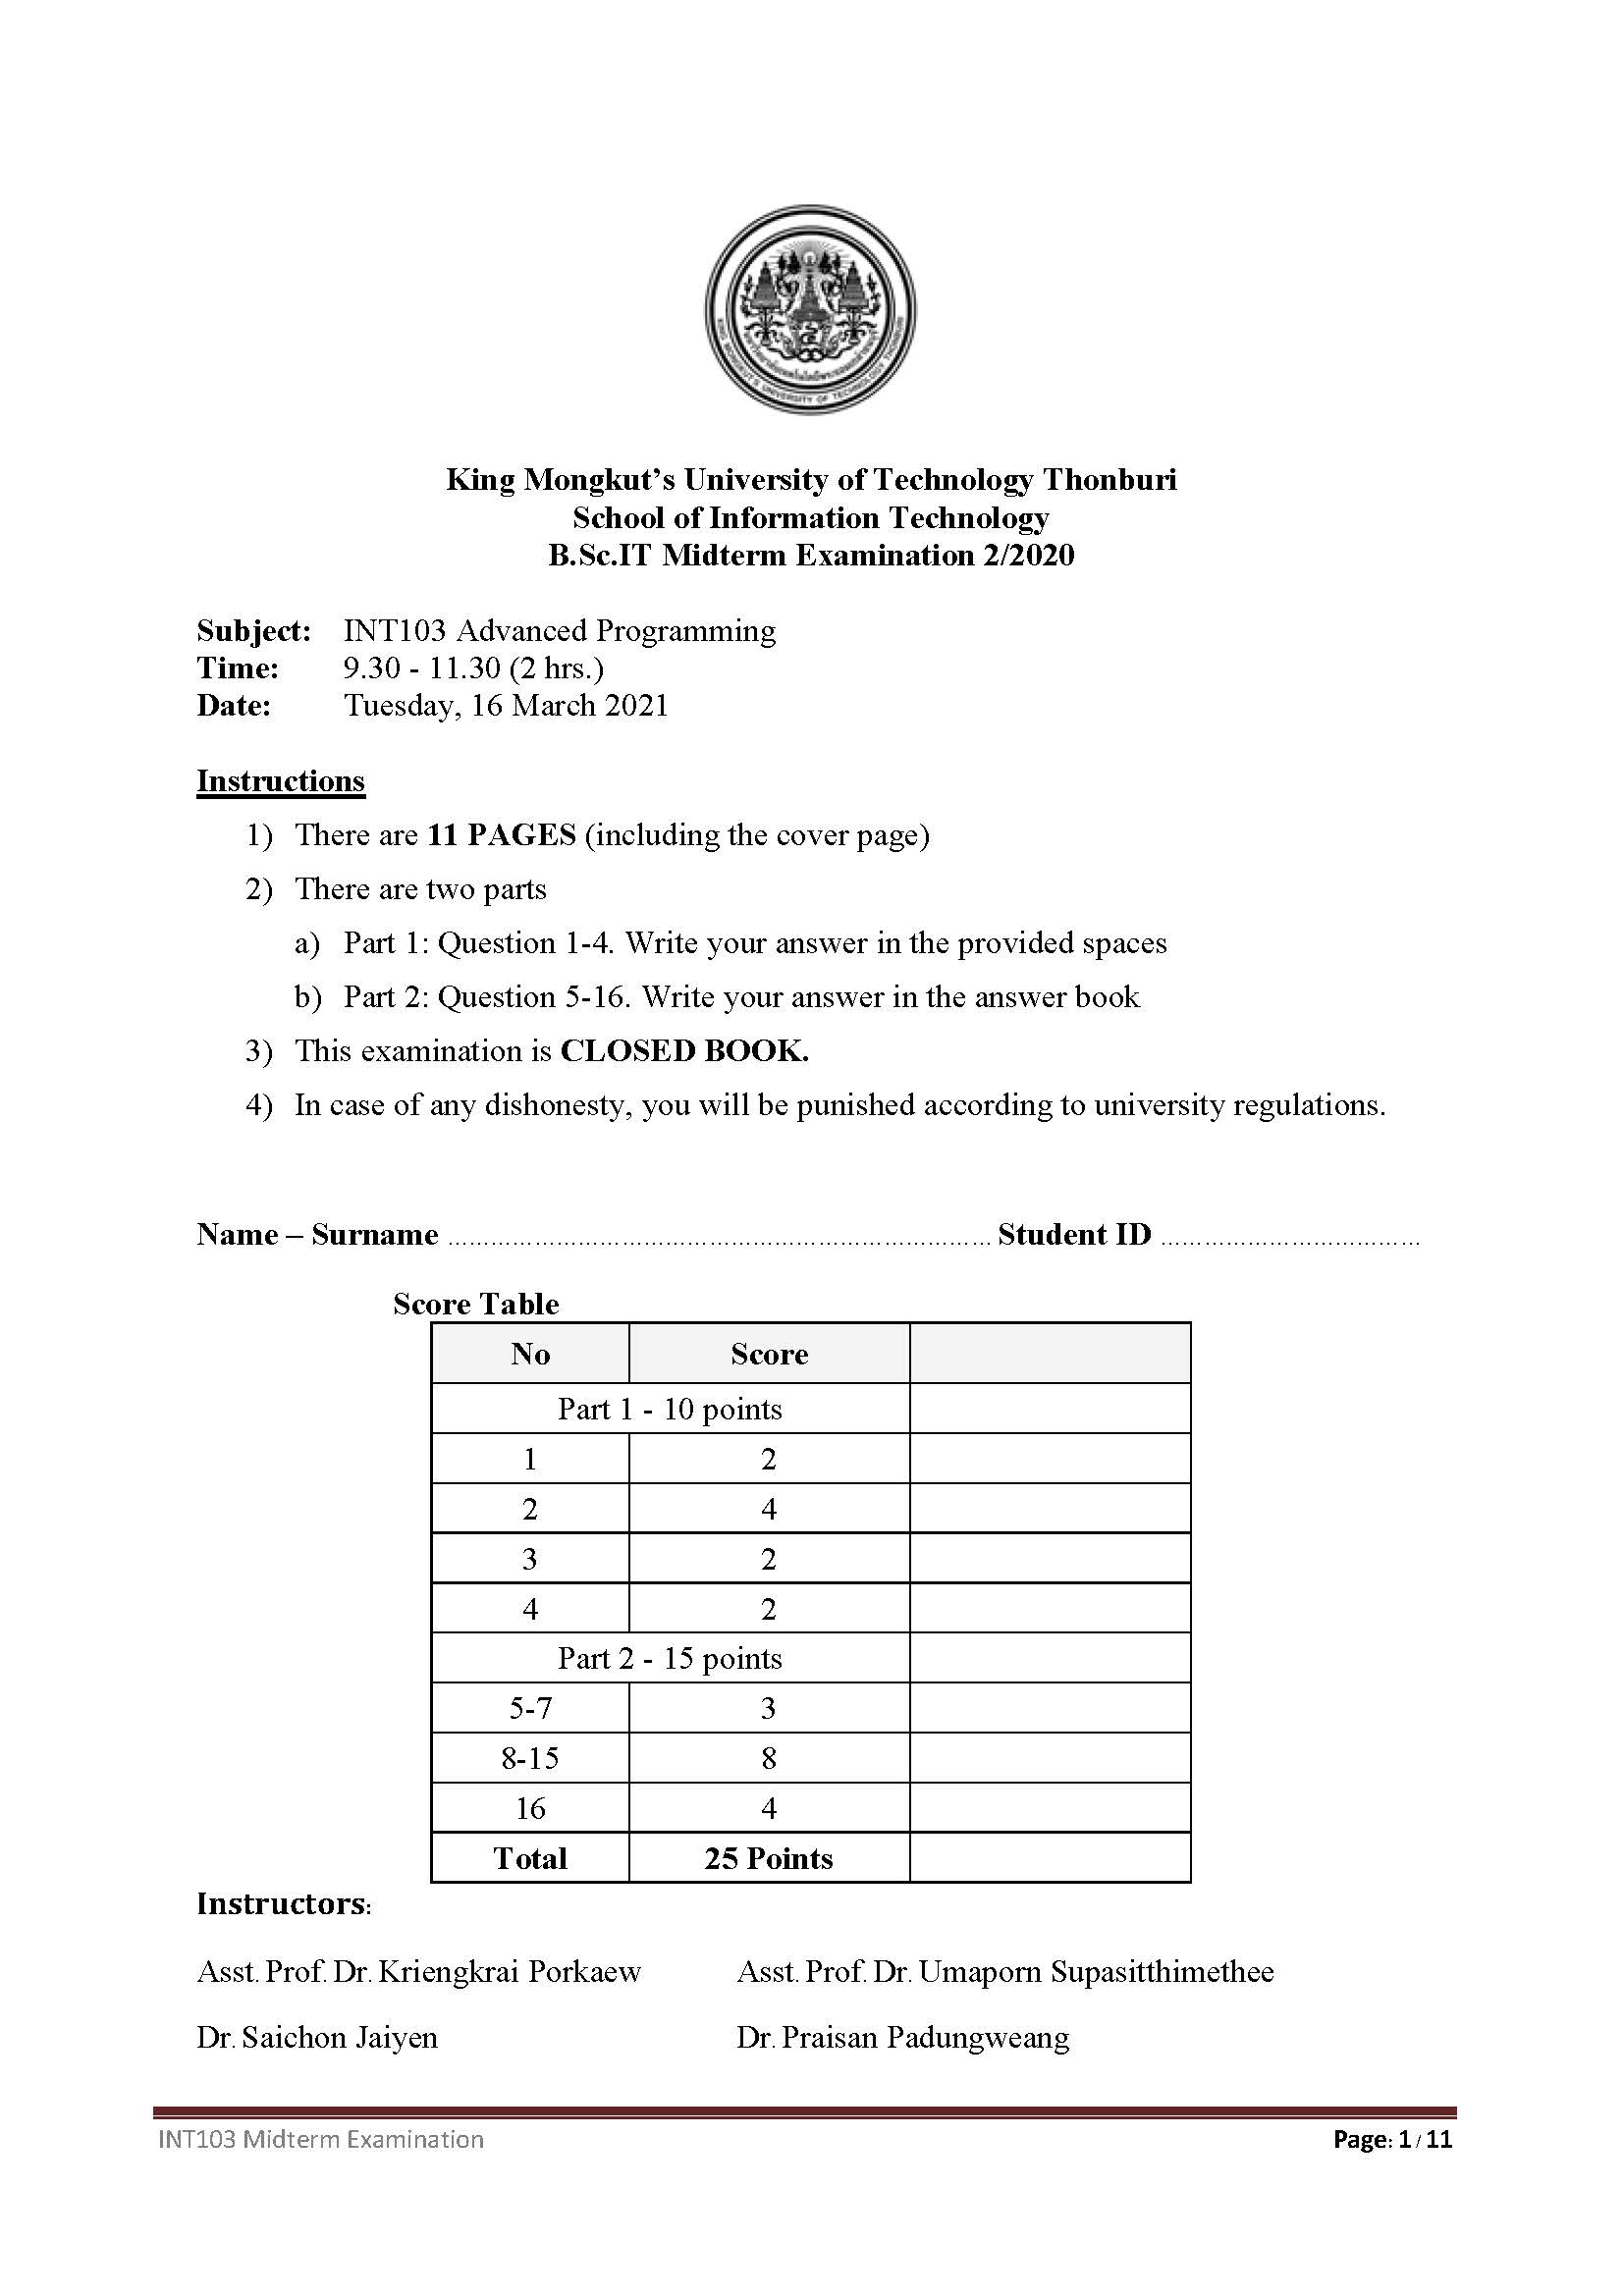 KING MONGKUT'S UNIVERSITY OF TECHNOLOGY THONBURI
King Mongkut’s University of Technology Thonburi
School of Information Technology
B.Sc.IT Midterm Examination 2/2020
Subject: INT103 Advanced Programming
Time: 9.30 - 11.30 (2 hrs.)
Date: Tuesday, 16 March 2021
Instructions
1) There are 11 PAGES (including the cover page)
2) There are two parts
a) Part 1: Question 1-4. Write your answer in the provided spaces
b) Part 2: Question 5-16. Write your answer in the answer book
3) This examination is CLOSED BOOK.
4) In case of any dishonesty, you will be punished according to university regulations.
Name – Surname ………………………………………………………………… Student ID ………………………………
Score Table
No Score
Part 1 - 10 points
1 2
2 4
3 2
4 2
Part 2 - 15 points
5-7 3
8-15 8
16 4
Total 25 Points
Instructors:
Asst. Prof. Dr. Kriengkrai Porkaew Asst. Prof. Dr. Umaporn Supasitthimethee
Dr. Saichon Jaiyen Dr. Praisan Padungweang
INT103 Midterm Examination Page: 1 / 11